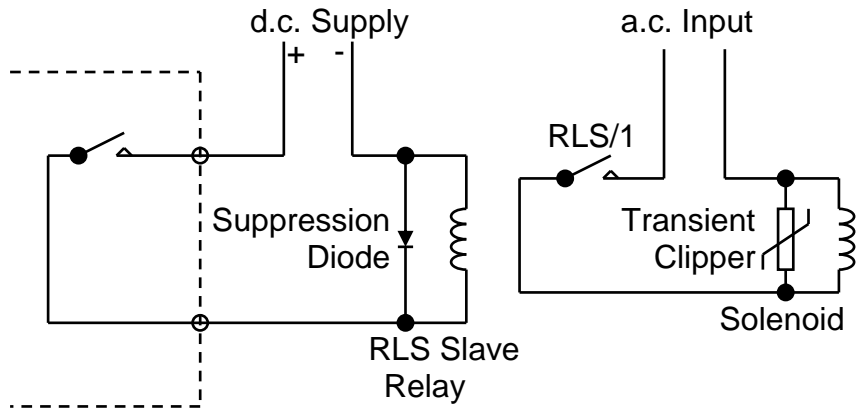 d.c. Supply
+ -
a.c. Input
RLS/1
Suppression
Diode
Transient
Clipper
RLS Slave
Relay
Solenoid